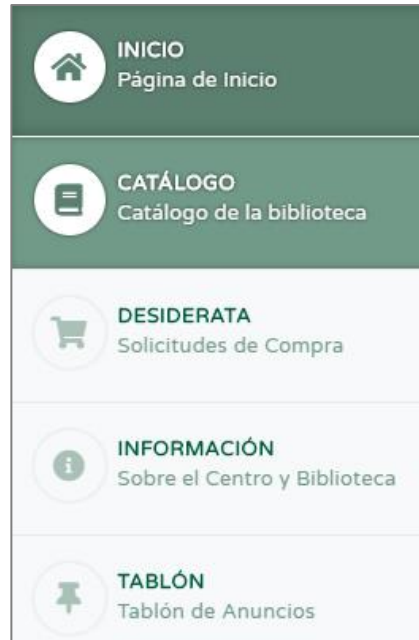 INICIO
Página de Inicio
CATÁLOGO
Catálogo de la biblioteca
DESIDERATA
Solicitudes de Compra
INFORMACIÓN
Sobre el Centro y Biblioteca
TABLÓN
Tablón de Anuncios